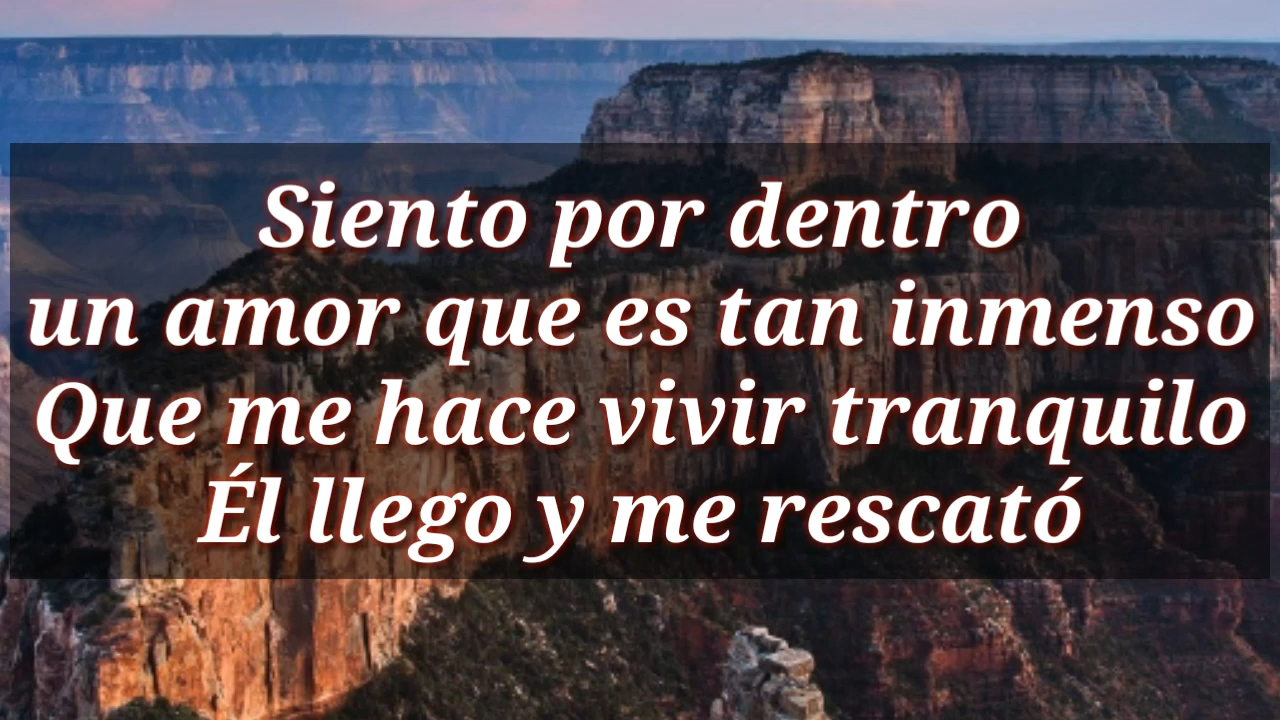 Siento por dentro
un amor que es tan inmenso
Que me hace vivir tranquilo
Él llego y me rescató